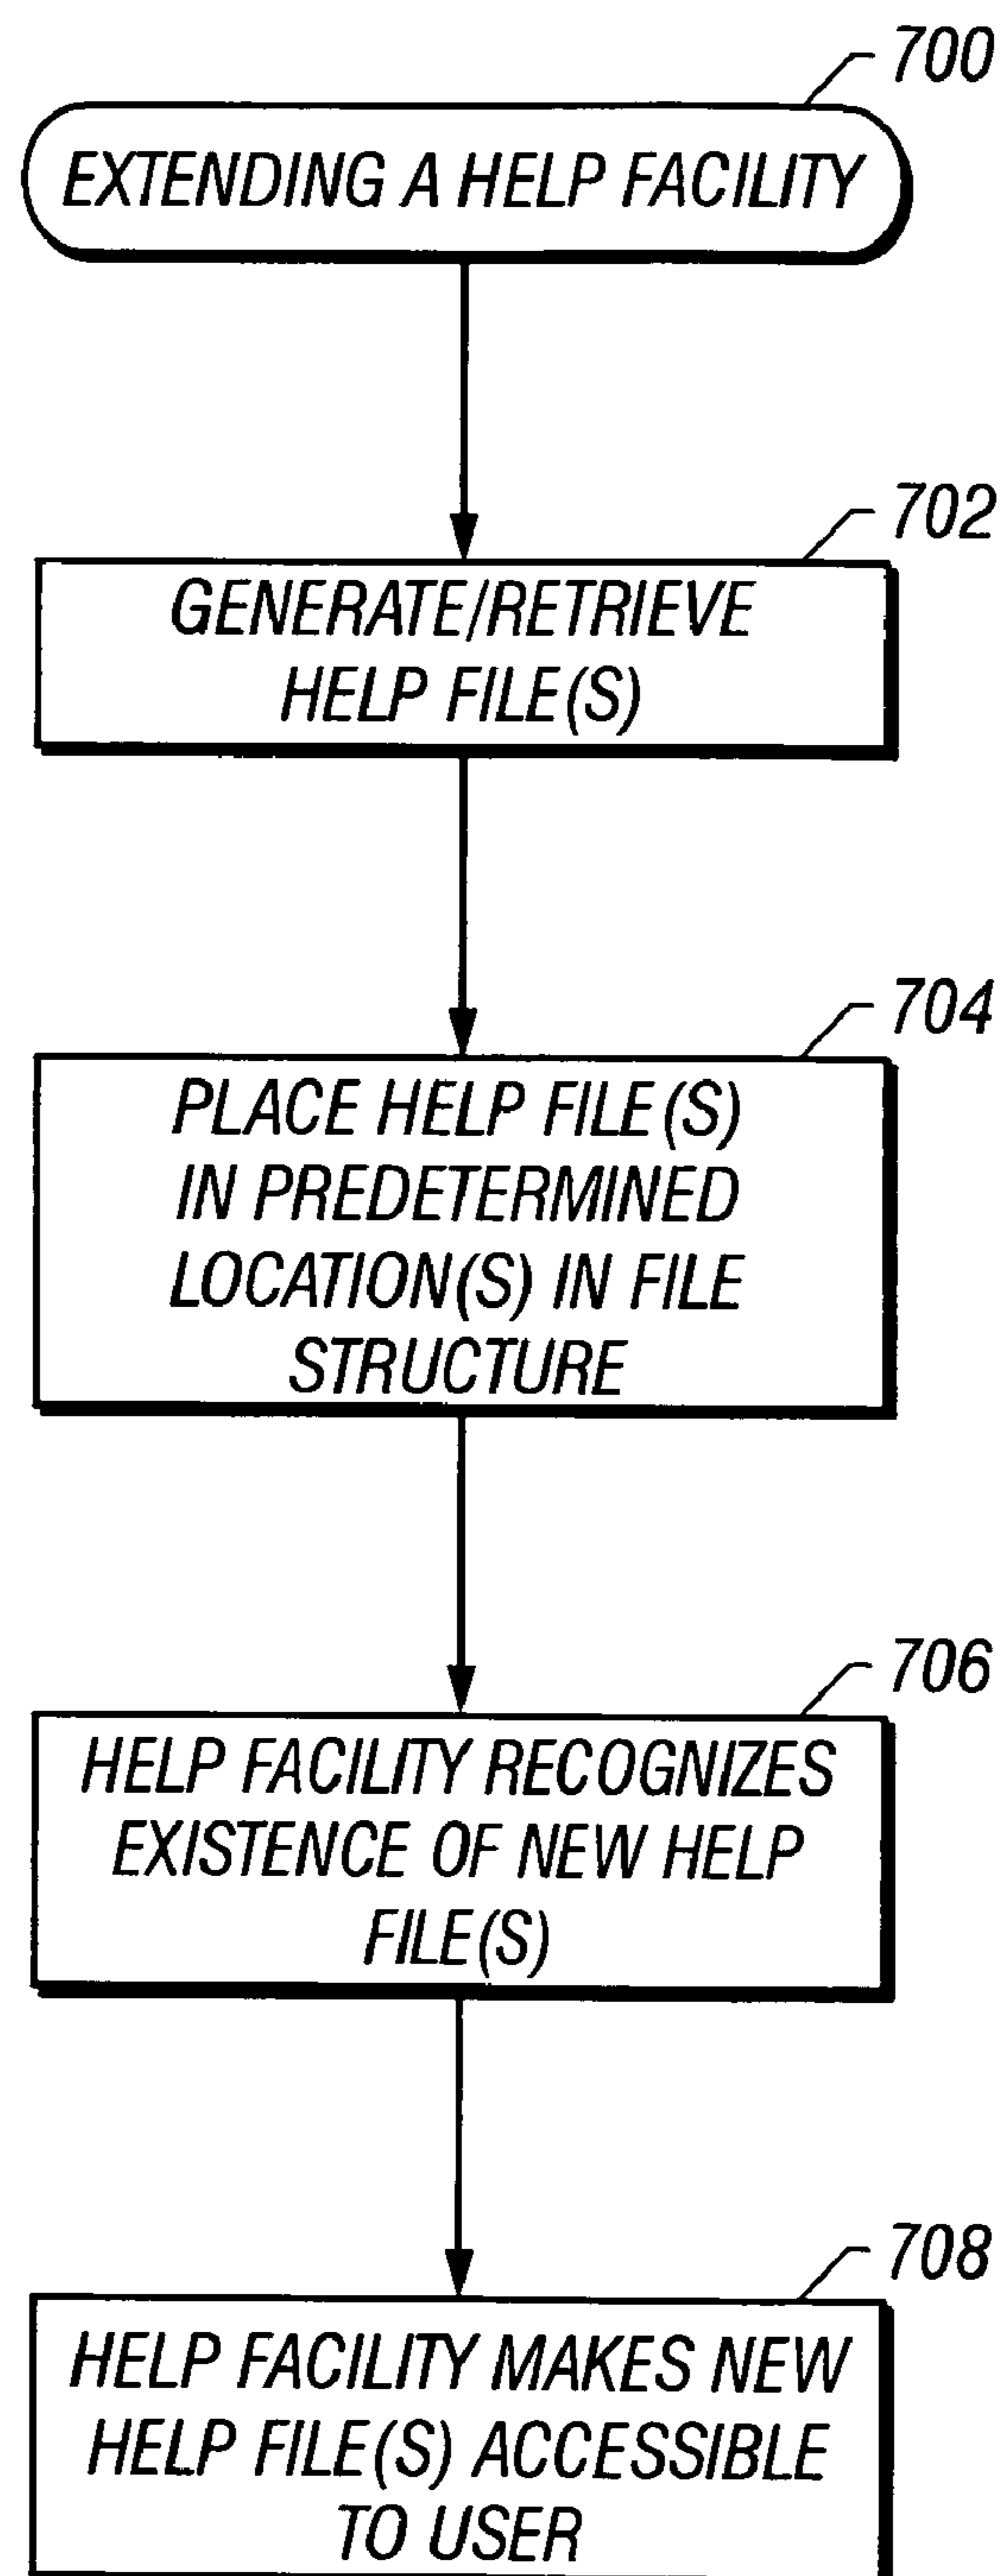 700
EXTENDING A HELP FACILITY
702
GENERATE/RETRIEVE
HELP FILE(S)
704
PLACE HELP FILE(S)
IN PREDETERMINED
LOCATION(S) IN FILE
STRUCTURE
706
HELP FACILITY RECOGNIZES
EXISTENCE OF NEW HELP
FILE(S)
708
HELP FACILITY MAKES NEW
HELP FILE(S) ACCESSIBLE
TO USER